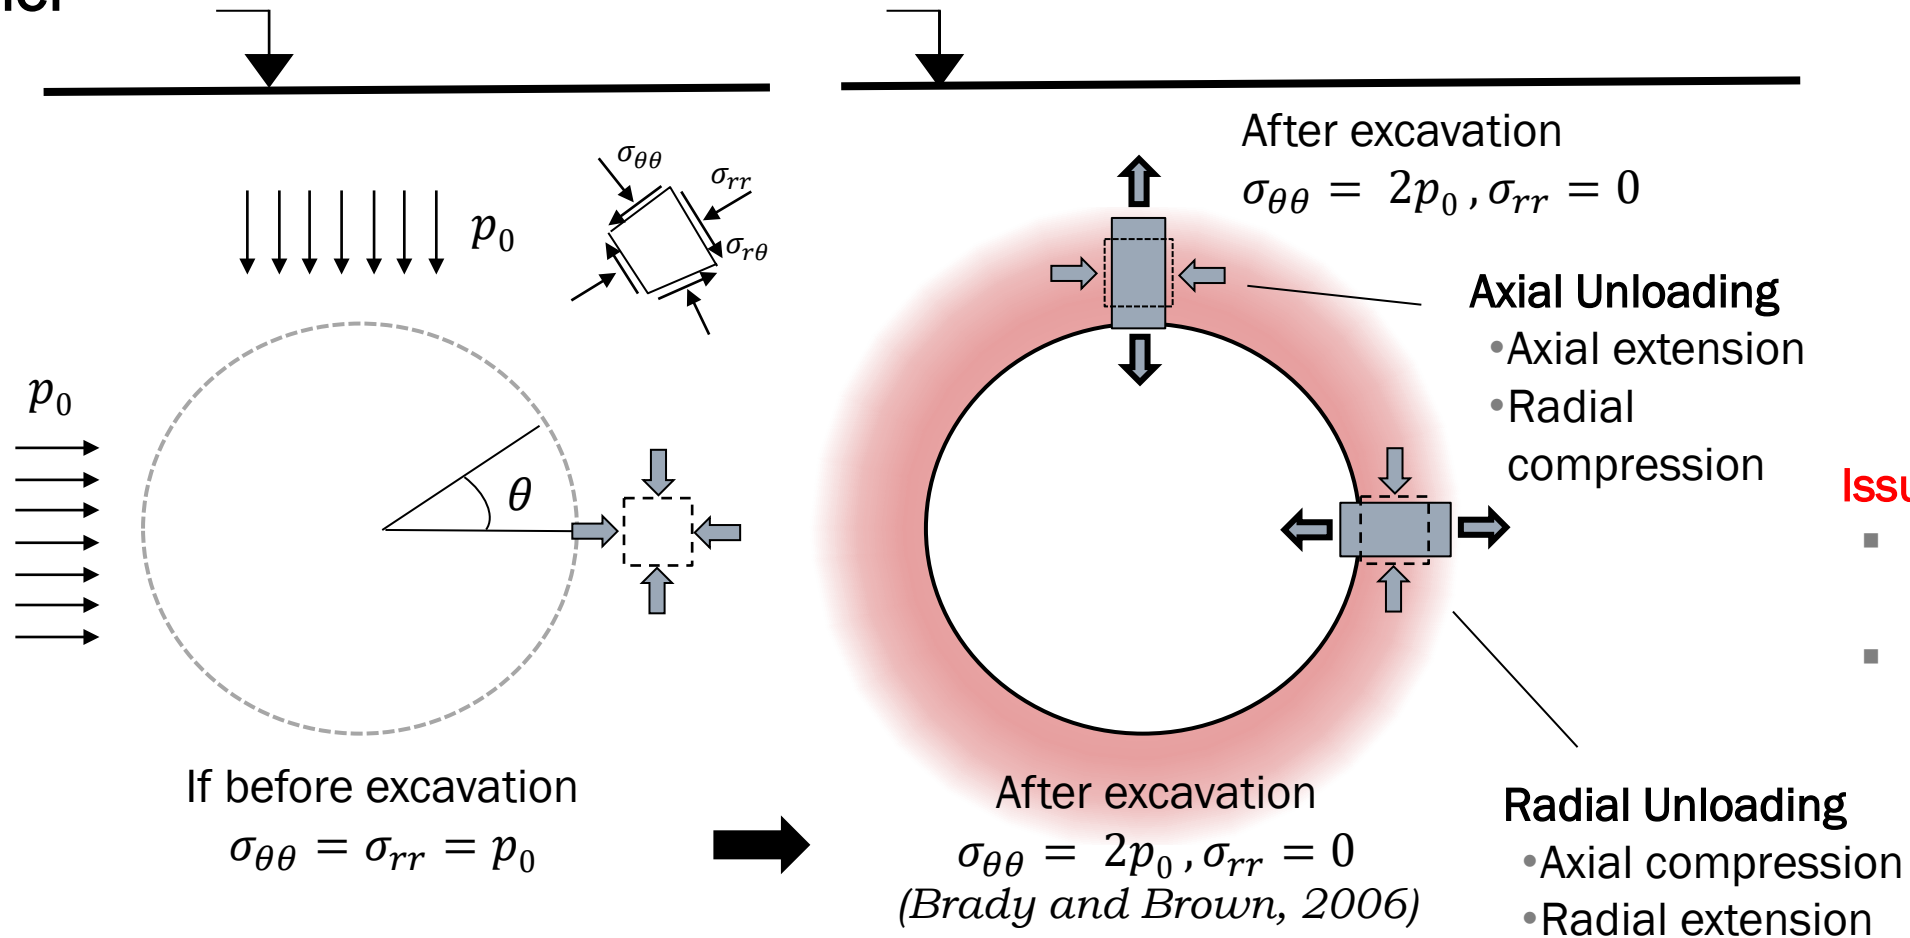 p₀
σθθ
σrr
σrθ
p₀
θ
If before excavation
σθθ = σrr = p₀
After excavation
σθθ = 2p₀ , σrr = 0
Axial Unloading
•Axial extension
•Radial
compression
After excavation
σθθ = 2p₀ , σrr = 0
(Brady and Brown, 2006)
Radial Unloading
•Axial compression
•Radial extension